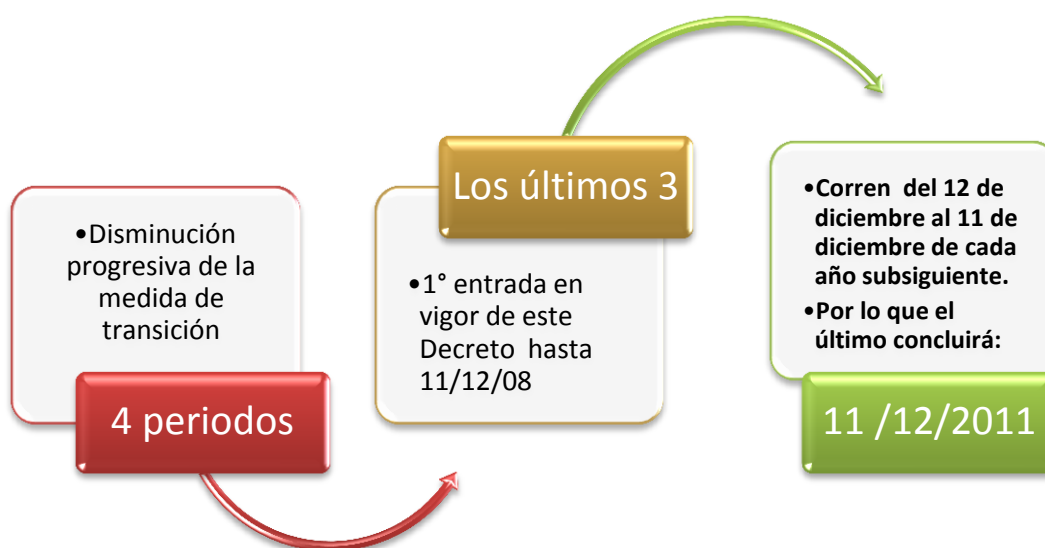 •Disminución
progresiva de la
medida de
transición
4 periodos
Los últimos 3
•1° entrada en
vigor de este
Decreto hasta
11/12/08
•Corren del 12 de
diciembre al 11 de
diciembre de cada
año subsiguiente.
•Por lo que el
último concluirá:
11 /12/2011